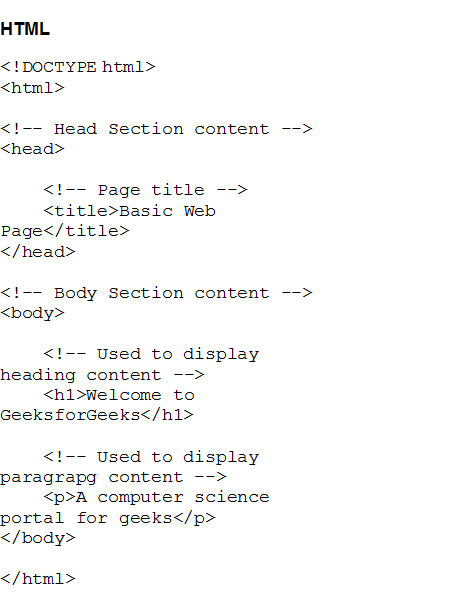 HTML
<!DOCTYPE html>
<html>
<!-- Head Section content -->
<head>
<!-- Page title -->
<title>Basic Web
Page</title>
</head>
<!-- Body Section content -->
<body>
<!-- Used to display
heading content -->
<h1>Welcome to
GeeksforGeeks</h1>
<!-- Used to display
paragrapg content -->
<p>A computer science
portal for geeks</p>
</body>
</html>